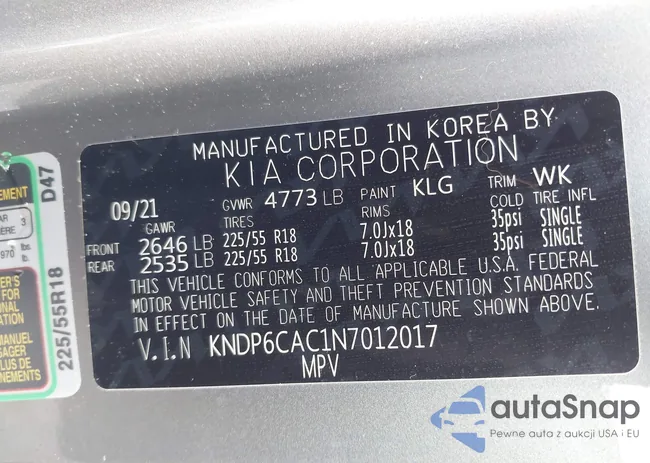 MANUFACTURED IN KOREA BY
KIA CORPORATION
09/21 GVWR 4773 LB PAINT KLG TRIM WK
GAWR TIRES RIMS COLD TIRE INFL
FRONT 2646 LB 225/55 R18 7.0Jx18 35psi SINGLE
REAR 2535 LB 225/55 R18 7.0Jx18 35psi SINGLE
THIS VEHICLE CONFORMS TO ALL APPLICABLE U.S.A. FEDERAL
MOTOR VEHICLE SAFETY AND THEFT PREVENTION STANDARDS
IN EFFECT ON THE DATE OF MANUFACTURE SHOWN ABOVE.
V.I.N KNDP6CAC1N7012017
MPV
D47
225/55R18
3
lbs.
970
autaSnap
Pewne auta z aukcji USA i EU